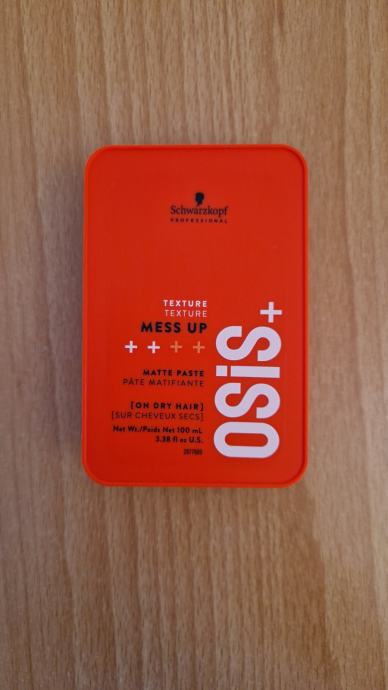 Schwarzkopf
PROFESSIONAL
TEXTURE
TEXTURE
MESS UP
++++
MATTE PASTE
PÂTE MATIFIANTE
[ON DRY HAIR]
[SUR CHEVEUX SECS]
Net Wt./Poids Net 100 mL
3.38 fl oz U.S.
OSiS+